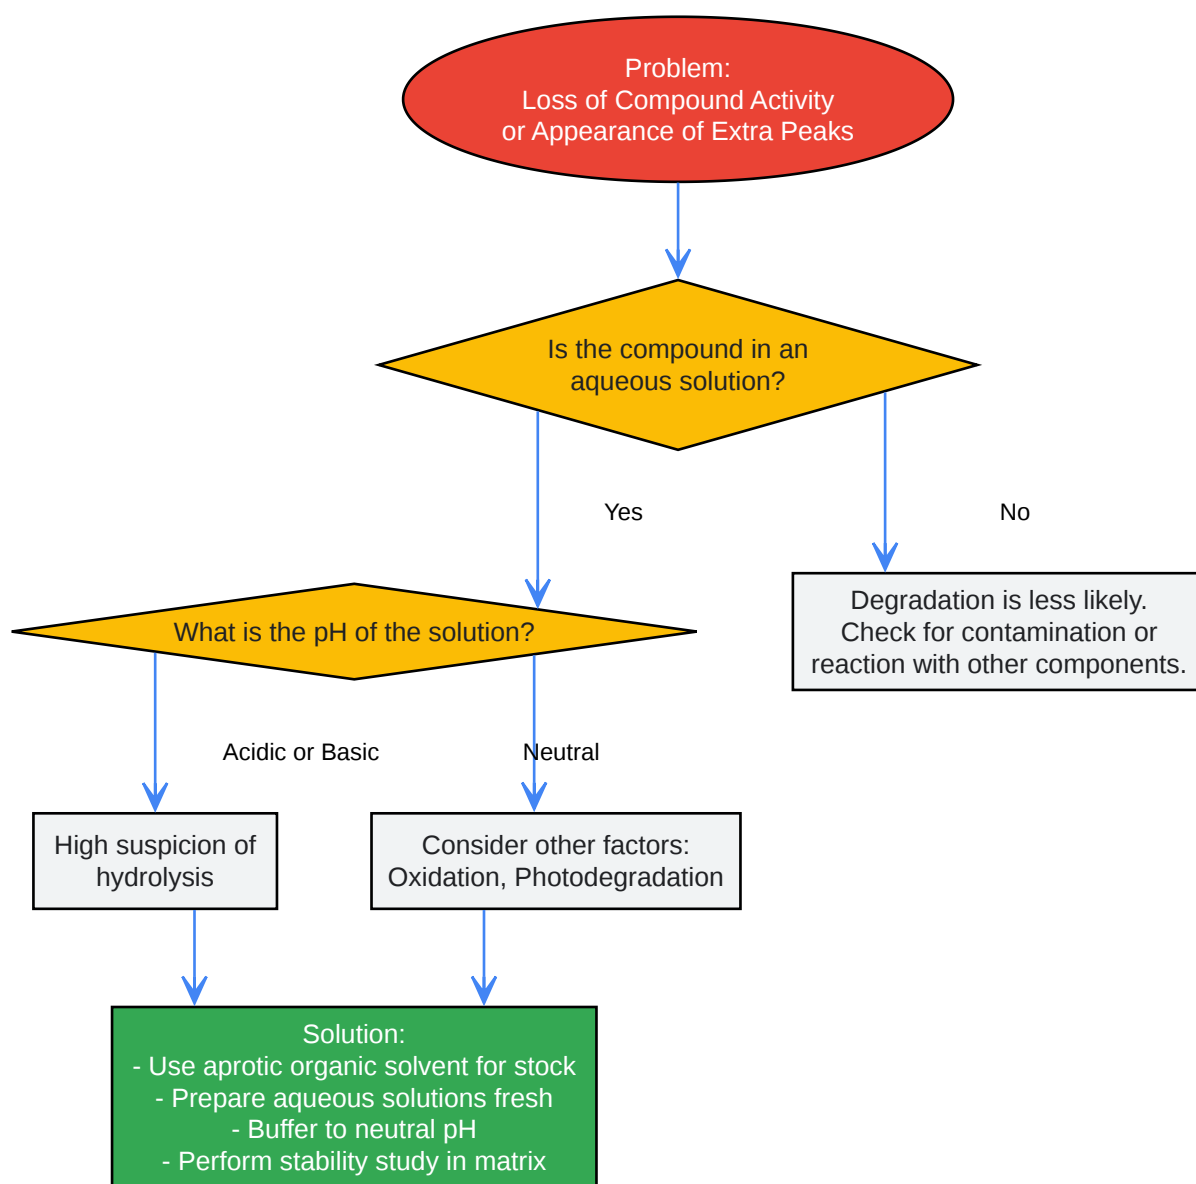 Problem:
Loss of Compound Activity
or Appearance of Extra Peaks
Is the compound in an
aqueous solution?
Yes
No
What is the pH of the solution?
Degradation is less likely.
Check for contamination or
reaction with other components.
Acidic or Basic
Neutral
High suspicion of
hydrolysis
Consider other factors:
Oxidation, Photodegradation
Solution:
- Use aprotic organic solvent for stock
- Prepare aqueous solutions fresh
- Buffer to neutral pH
- Perform stability study in matrix